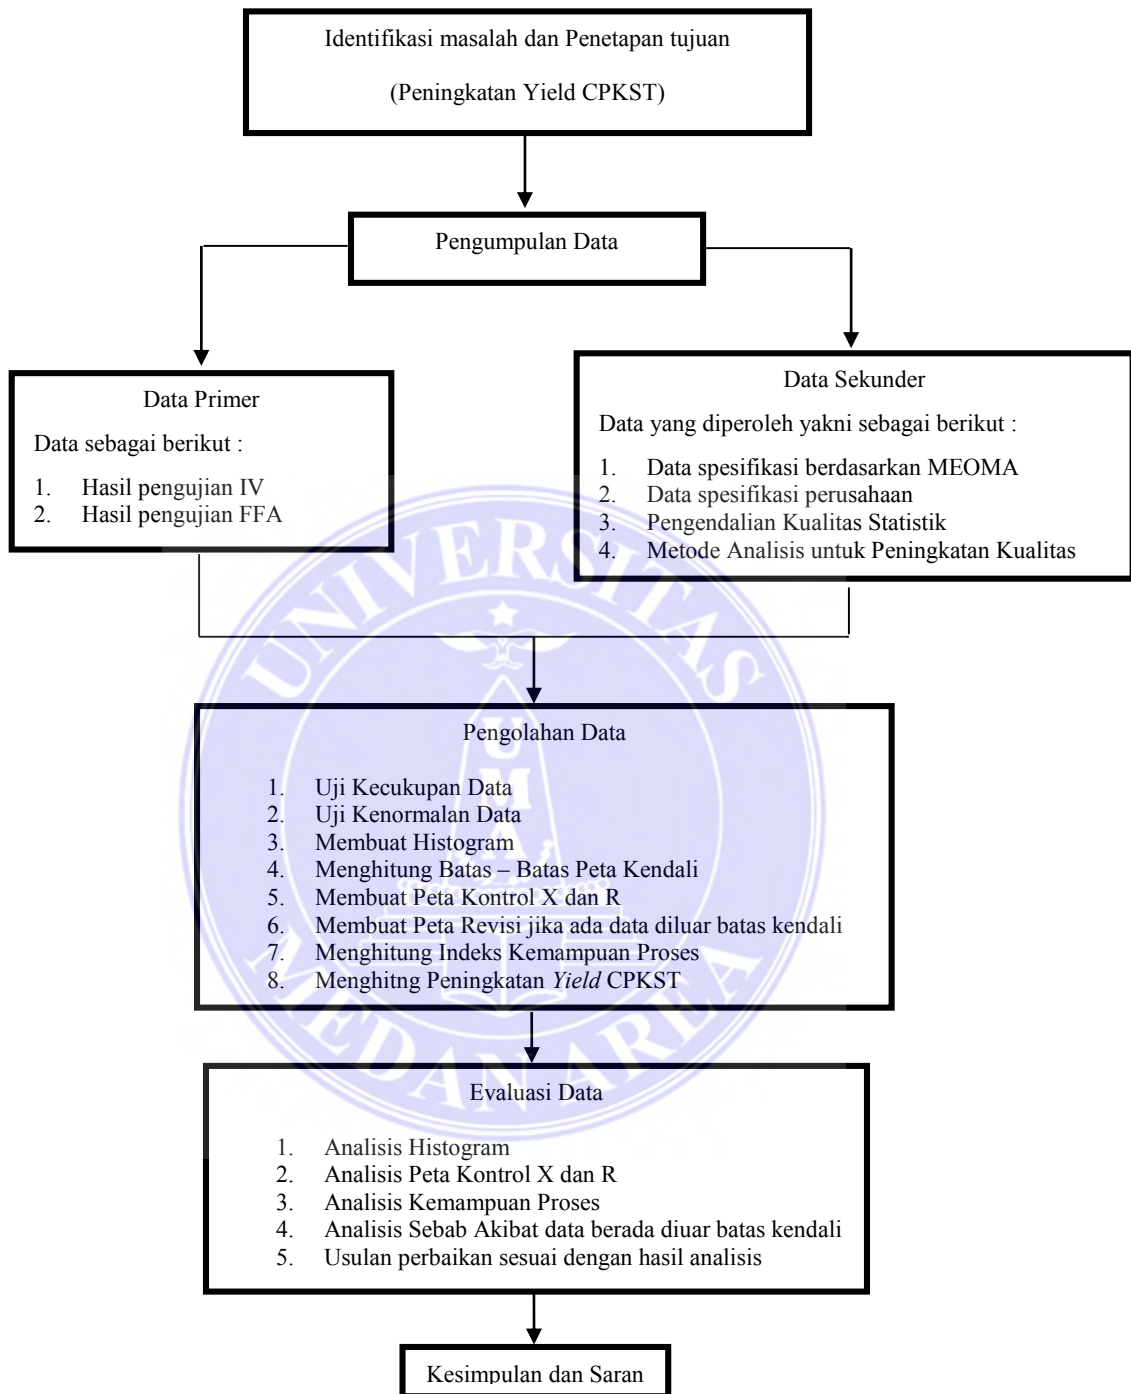 Identifikasi masalah dan Penetapan tujuan
(Peningkatan Yield CPKST)
Pengumpulan Data
Data Primer
Data sebagai berikut :
1. Hasil pengujian IV
2. Hasil pengujian FFA
Data Sekunder
Data yang diperoleh yakni sebagai berikut :
1. Data spesifikasi berdasarkan MEOMA
2. Data spesifikasi perusahaan
3. Pengendalian Kualitas Statistik
4. Metode Analisis untuk Peningkatan Kualitas
UNIVERSITAS
UMA
MEDAN AREA
Pengolahan Data
1. Uji Kecukupan Data
2. Uji Kenormalan Data
3. Membuat Histogram
4. Menghitung Batas – Batas Peta Kendali
5. Membuat Peta Kontrol X dan R
6. Membuat Peta Revisi jika ada data diluar batas kendali
7. Menghitung Indeks Kemampuan Proses
8. Menghitng Peningkatan Yield CPKST
Evaluasi Data
1. Analisis Histogram
2. Analisis Peta Kontrol X dan R
3. Analisis Kemampuan Proses
4. Analisis Sebab Akibat data berada diuar batas kendali
5. Usulan perbaikan sesuai dengan hasil analisis
Kesimpulan dan Saran